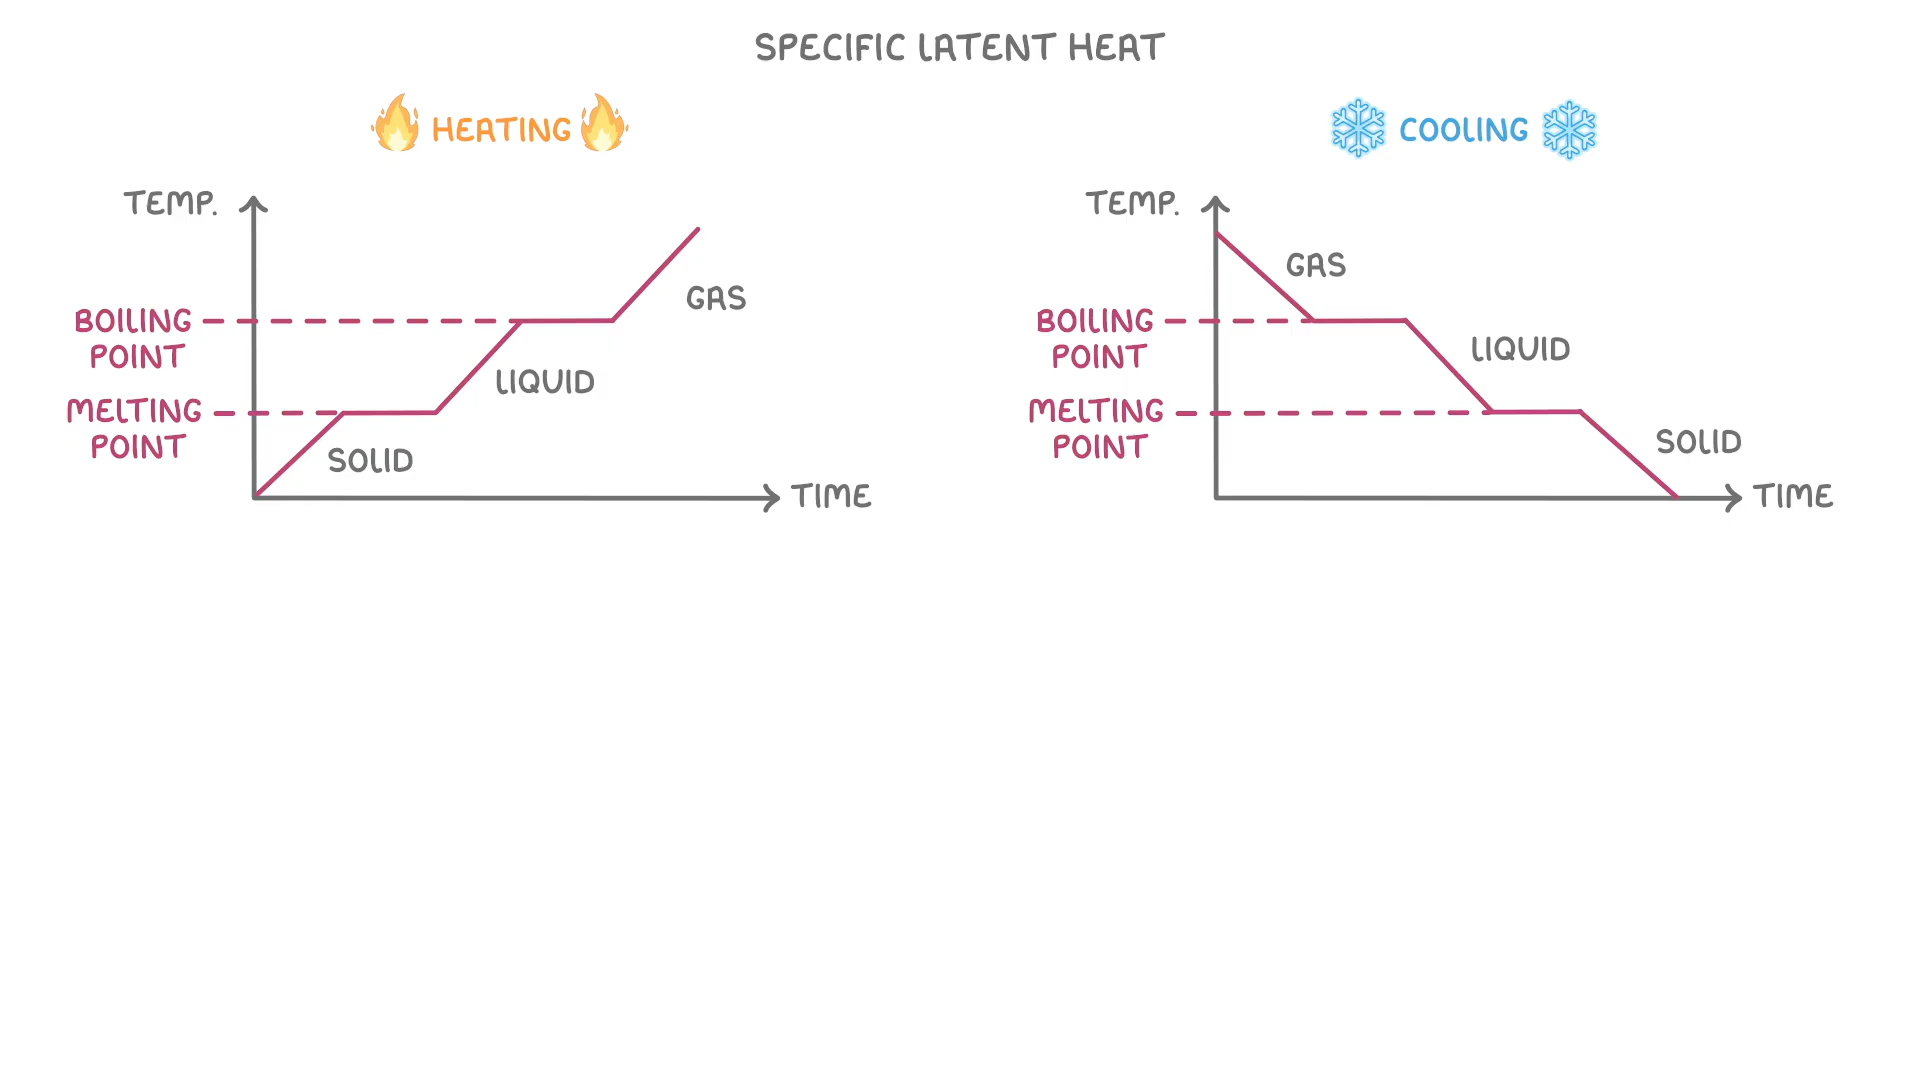 SPECIFIC LATENT HEAT
HEATING
TEMP.
BOILING
POINT
MELTING
POINT
GAS
LIQUID
SOLID
TIME
COOLING
TEMP.
BOILING
POINT
MELTING
POINT
GAS
LIQUID
SOLID
TIME